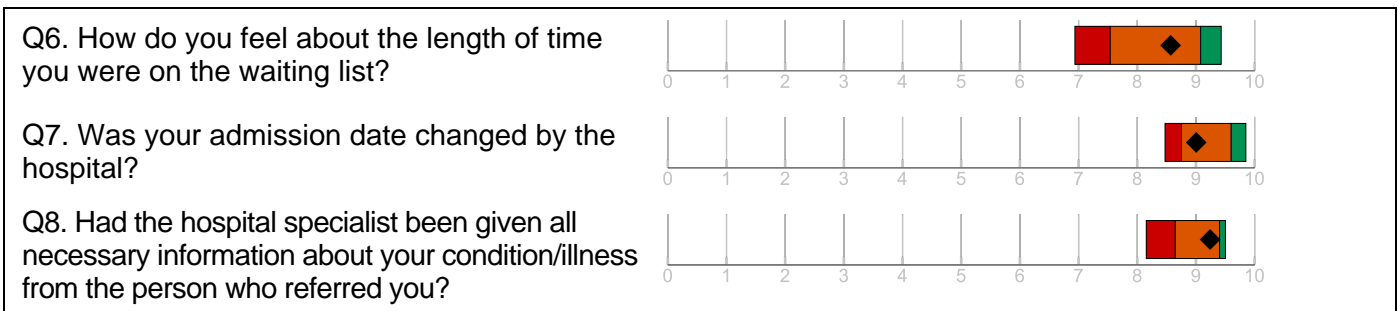 Q6. How do you feel about the length of time
you were on the waiting list?
0 1 2 3 4 5 6 7 8 9 10
Q7. Was your admission date changed by the
hospital?
0 1 2 3 4 5 6 7 8 9 10
Q8. Had the hospital specialist been given all
necessary information about your condition/illness
from the person who referred you?
0 1 2 3 4 5 6 7 8 9 10